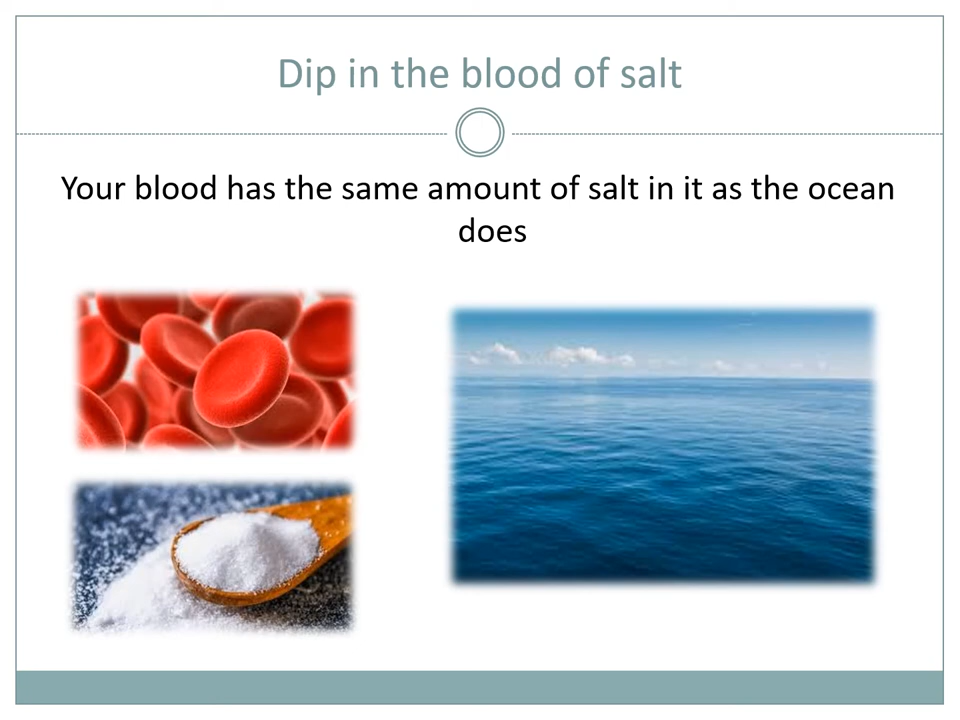 Dip in the blood of salt
Your blood has the same amount of salt in it as the ocean
does